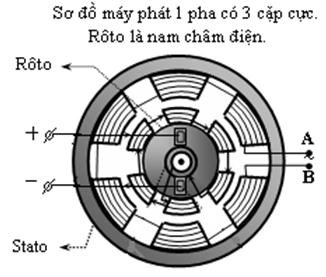 Sơ đồ máy phát 1 pha có 3 cặp cực.
Rôto là nam châm điện.
Rôto
+
A
B
−
Stato